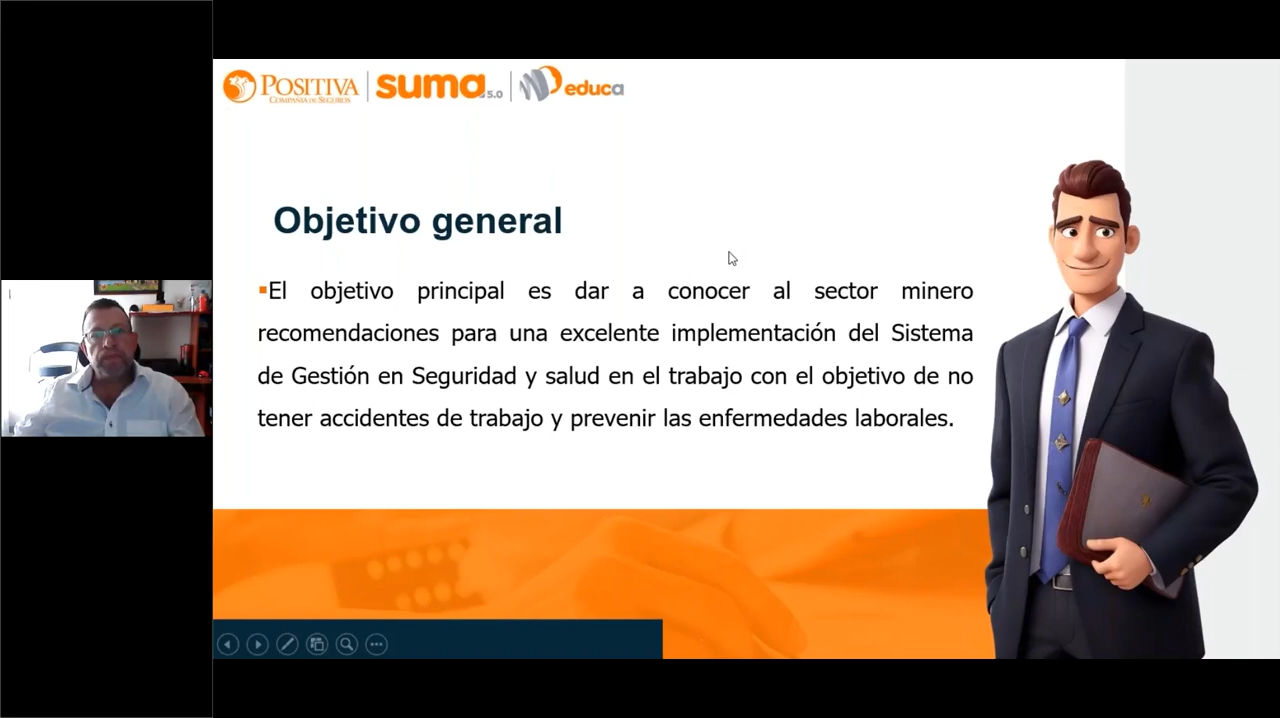 POSITIVA
COMPAÑÍA DE SEGUROS
suma 5.0
educa
Objetivo general
El objetivo principal es dar a conocer al sector minero
recomendaciones para una excelente implementación del Sistema
de Gestión en Seguridad y salud en el trabajo con el objetivo de no
tener accidentes de trabajo y prevenir las enfermedades laborales.